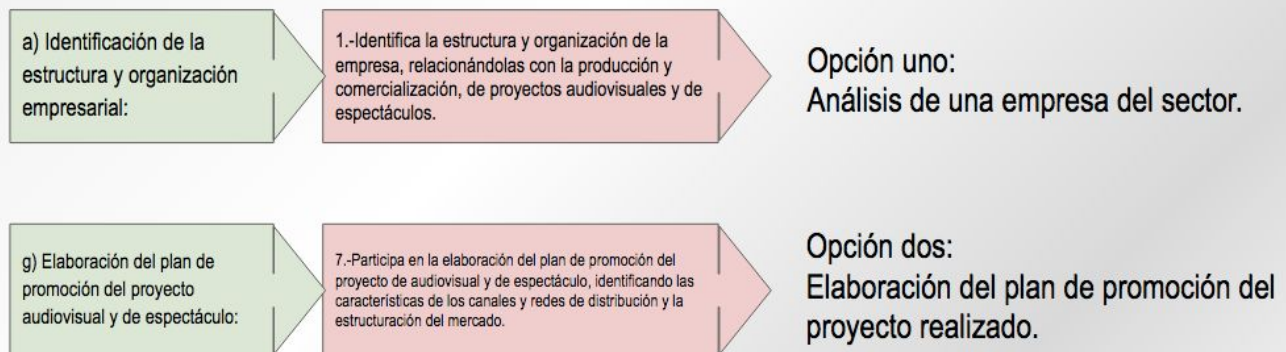 a) Identificación de la
estructura y organización
empresarial:
1.-Identifica la estructura y organización de la
empresa, relacionándolas con la producción y
comercialización, de proyectos audiovisuales y de
espectáculos.
Opción uno:
Análisis de una empresa del sector.
g) Elaboración del plan de
promoción del proyecto
audiovisual y de espectáculo:
7.-Participa en la elaboración del plan de promoción del
proyecto de audiovisual y de espectáculo, identificando las
características de los canales y redes de distribución y la
estructuración del mercado.
Opción dos:
Elaboración del plan de promoción del
proyecto realizado.